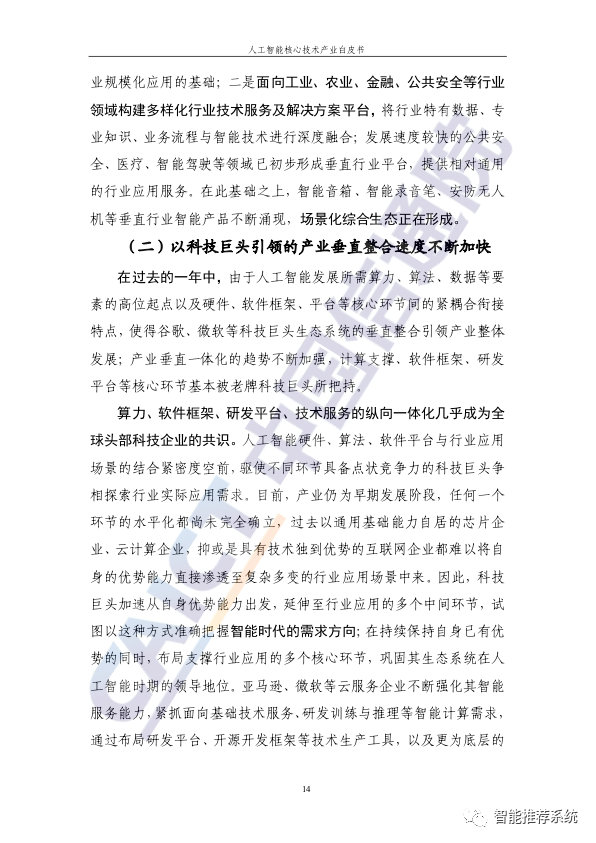 人工智能核心技术产业白皮书
业规模化应用的基础；二是面向工业、农业、金融、公共安全等行业
领域构建多样化行业技术服务及解决方案平台，将行业特有数据、专
业知识、业务流程与智能技术进行深度融合；发展速度较快的公共安
全、医疗、智能驾驶等领域已初步形成垂直行业平台，提供相对通用
的行业应用服务。在此基础之上，智能音箱、智能录音笔、安防无人
机等垂直行业智能产品不断涌现，场景化综合生态正在形成。
（二）以科技巨头引领的产业垂直整合速度不断加快
在过去的一年中，由于人工智能发展所需算力、算法、数据等要
素的高位起点以及硬件、软件框架、平台等核心环节间的紧耦合衔接
特点，使得谷歌、微软等科技巨头生态系统的垂直整合引领产业整体
发展；产业垂直一体化的趋势不断加强，计算支撑、软件框架、研发
平台等核心环节基本被老牌科技巨头所把持。
算力、软件框架、研发平台、技术服务的纵向一体化几乎成为全
球头部科技企业的共识。人工智能硬件、算法、软件平台与行业应用
场景的结合紧密度空前，驱使不同环节具备点状竞争力的科技巨头争
相探索行业实际应用需求。目前，产业仍为早期发展阶段，任何一个
环节的水平化都尚未完全确立，过去以通用基础能力自居的芯片企
业、云计算企业，抑或是具有技术独到优势的互联网企业都难以将自
身的优势能力直接渗透至复杂多变的行业应用场景中来。因此，科技
巨头加速从自身优势能力出发，延伸至行业应用的多个中间环节，试
图以这种方式准确把握智能时代的需求方向；在持续保持自身已有优
势的同时，布局支撑行业应用的多个核心环节，巩固其生态系统在人
工智能时期的领导地位。亚马逊、微软等云服务企业不断强化其智能
服务能力，紧抓面向基础技术服务、研发训练与推理等智能计算需求，
通过布局研发平台、开源开发框架等技术生产工具，以及更为底层的
14
CAICT 中国信通院
智能推荐系统